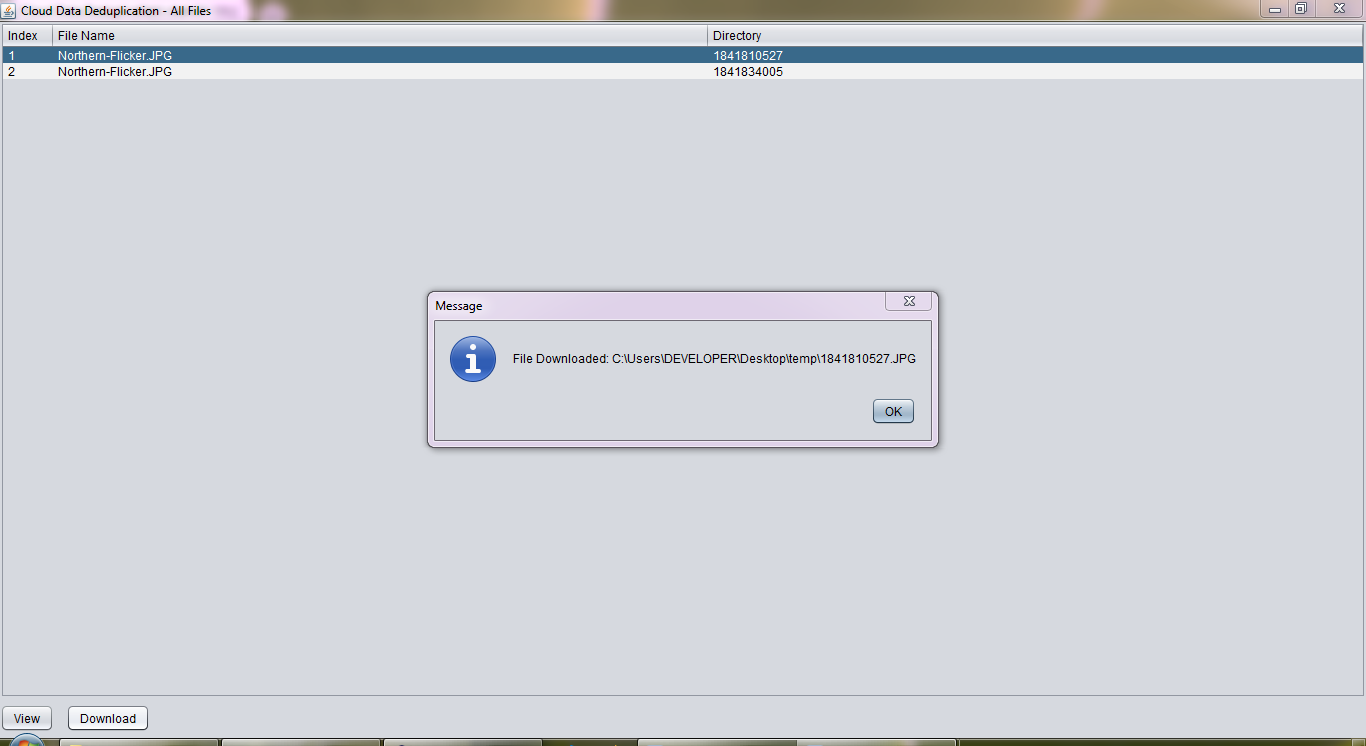 Cloud Data Deduplication - All Files
Index File Name Directory
1 Northern-Flicker.JPG 1841810527
2 Northern-Flicker.JPG 1841834005
Message
File Downloaded: C:\Users\DEVELOPER\Desktop\temp\1841810527.JPG
OK
View Download